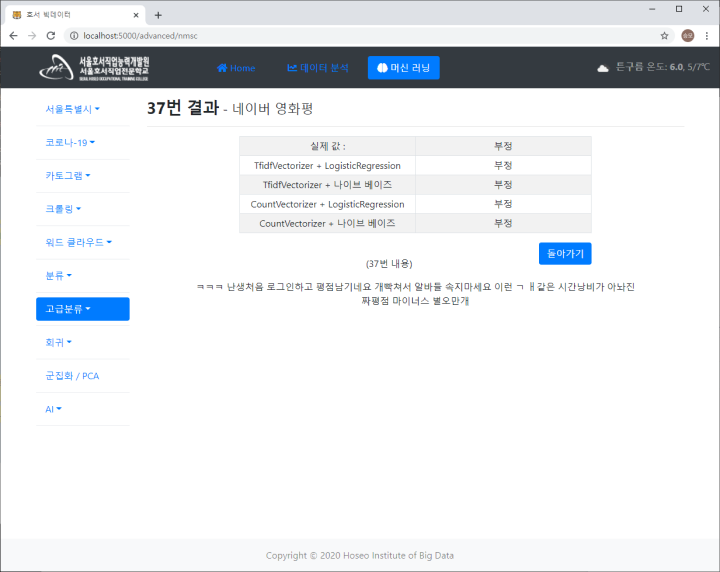 호서 빅데이터
localhost:5000/advanced/nmsc
서울호서직업능력개발원
서울호서직업전문학교
SEOUL HOSEO OCCUPATIONAL TRAINING COLLEGE
Home
데이터 분석
머신 러닝
튼구름 온도: 6.0, 5/7℃
서울특별시
코로나-19
카토그램
크롤링
워드 클라우드
분류
고급분류
회귀
군집화 / PCA
AI
37번 결과 - 네이버 영화평
실제 값 : 부정
TfidfVectorizer + LogisticRegression 부정
TfidfVectorizer + 나이브 베이즈 부정
CountVectorizer + LogisticRegression 부정
CountVectorizer + 나이브 베이즈 부정
돌아가기
(37번 내용)
ㅋㅋㅋ 난생처음 로그인하고 평점남기네요 개빡쳐서 알바들 속지마세요 이런 ㄱ ㅐ같은 시간낭비가 아놔진
짜평점 마이너스 별오만개
Copyright © 2020 Hoseo Institute of Big Data